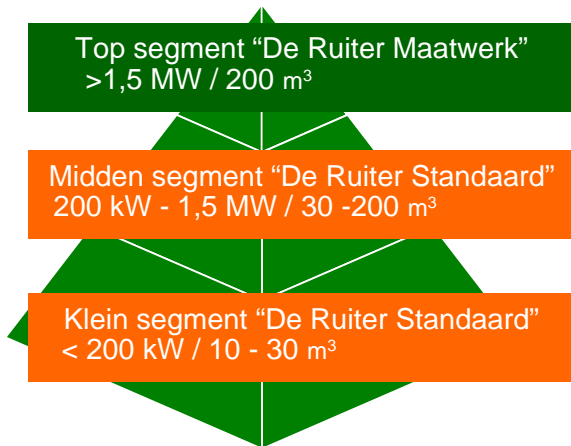 Top segment “De Ruiter Maatwerk”
>1,5 MW / 200 m³
Midden segment “De Ruiter Standaard”
200 kW - 1,5 MW / 30 -200 m³
Klein segment “De Ruiter Standaard”
< 200 kW / 10 - 30 m³